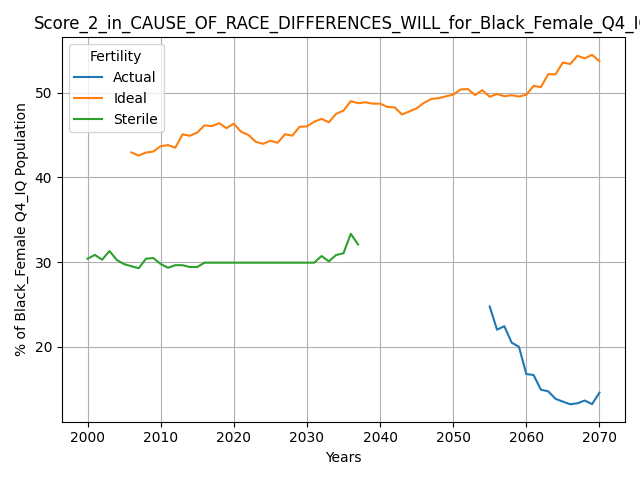 Score_2_in_CAUSE_OF_RACE_DIFFERENCES_WILL_for_Black_Female_Q4_I
Fertility
Actual
Ideal
Sterile
% of Black_Female Q4_IQ Population
50
40
30
20
2000 2010 2020 2030 2040 2050 2060 2070
Years